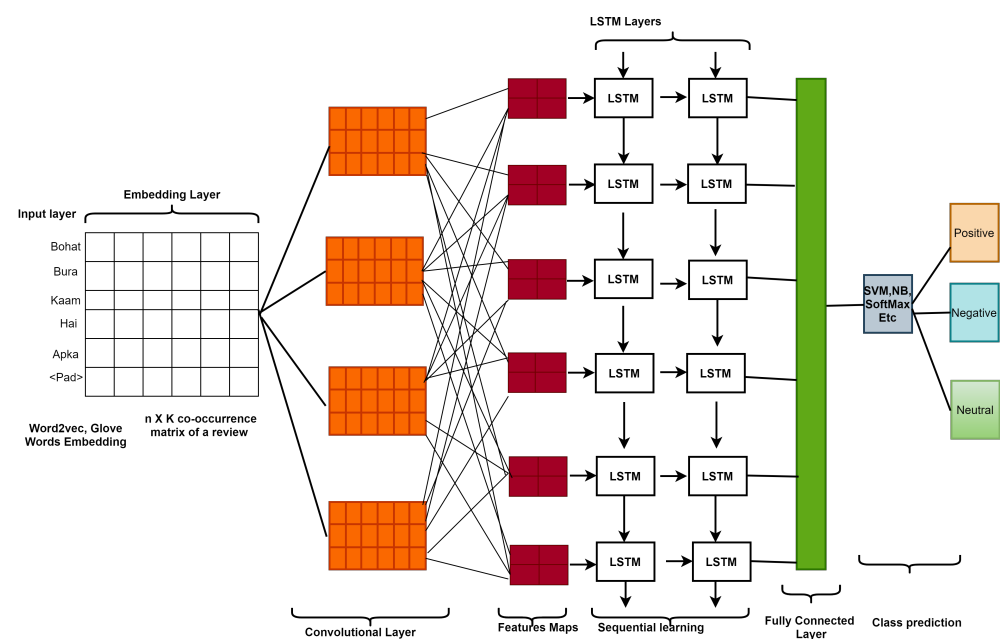 LSTM Layers
LSTM
LSTM
LSTM
LSTM
LSTM
LSTM
LSTM
LSTM
LSTM
LSTM
LSTM
LSTM
Embedding Layer
Input layer
Bohat
Bura
Kaam
Hai
Apka
<Pad>
Word2vec, Glove
Words Embedding
n X K co-occurrence
matrix of a review
SVM,NB,
SoftMax
Etc
Positive
Negative
Neutral
Convolutional Layer
Features Maps
Sequential learning
Fully Connected
Layer
Class prediction